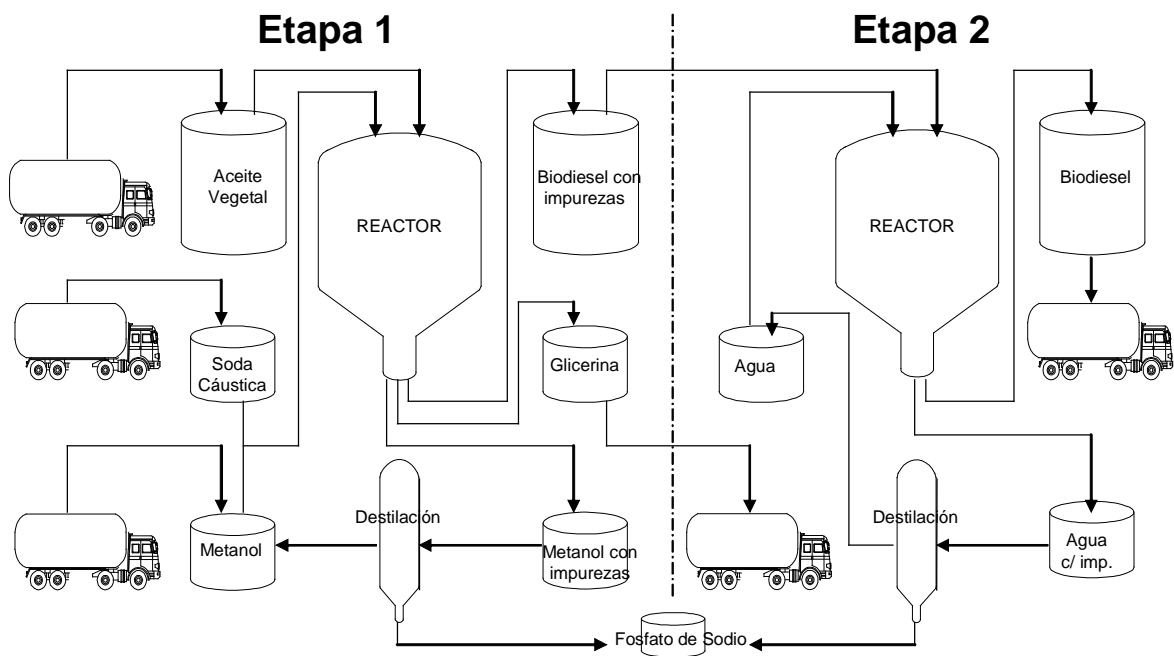 Etapa 1
Etapa 2
Aceite
Vegetal
REACTOR
Biodiesel con
impurezas
REACTOR
Biodiesel
Soda
Cáustica
Glicerina
Agua
Metanol
Destilación
Metanol con
impurezas
Destilación
Agua
c/ imp.
Fosfato de Sodio